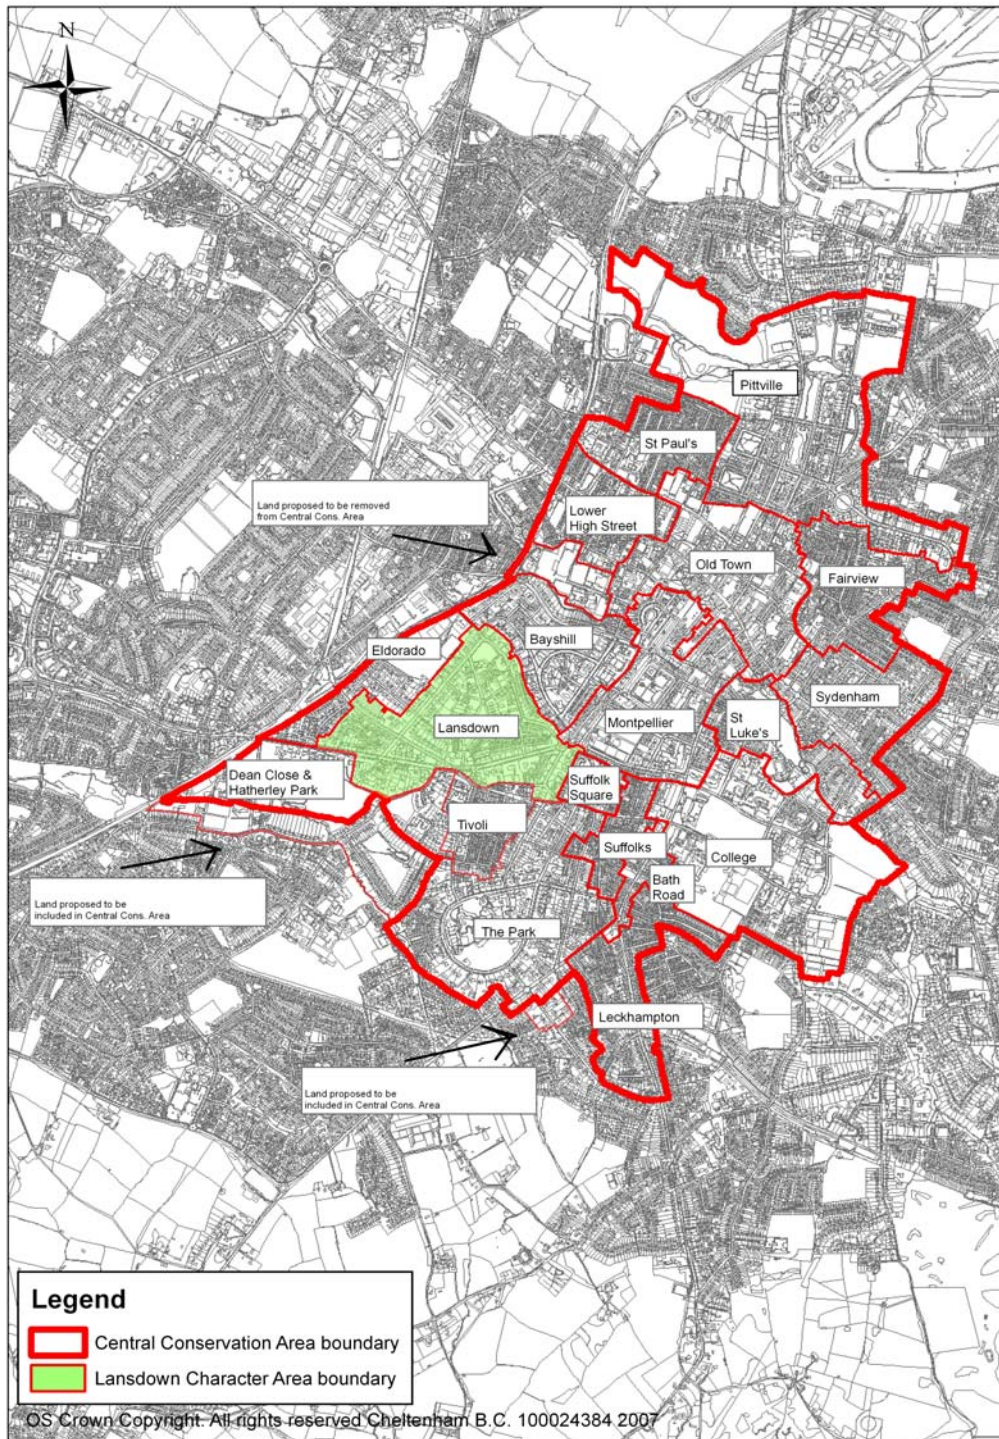 N
Pittville
St Paul's
Land proposed to be removed
from Central Cons. Area
Lower
High Street
Old Town
Fairview
Bayshill
Eldorado
Sydenham
Lansdown
Montpellier
St
Luke's
Dean Close &
Hatherley Park
Suffolk
Square
Tivoli
Suffolks
College
Bath
Road
Land proposed to be
included in Central Cons. Area
The Park
Leckhampton
Land proposed to be
included in Central Cons. Area
Legend
Central Conservation Area boundary
Lansdown Character Area boundary
OS Crown Copyright. All rights reserved Cheltenham B.C. 100024384 2007